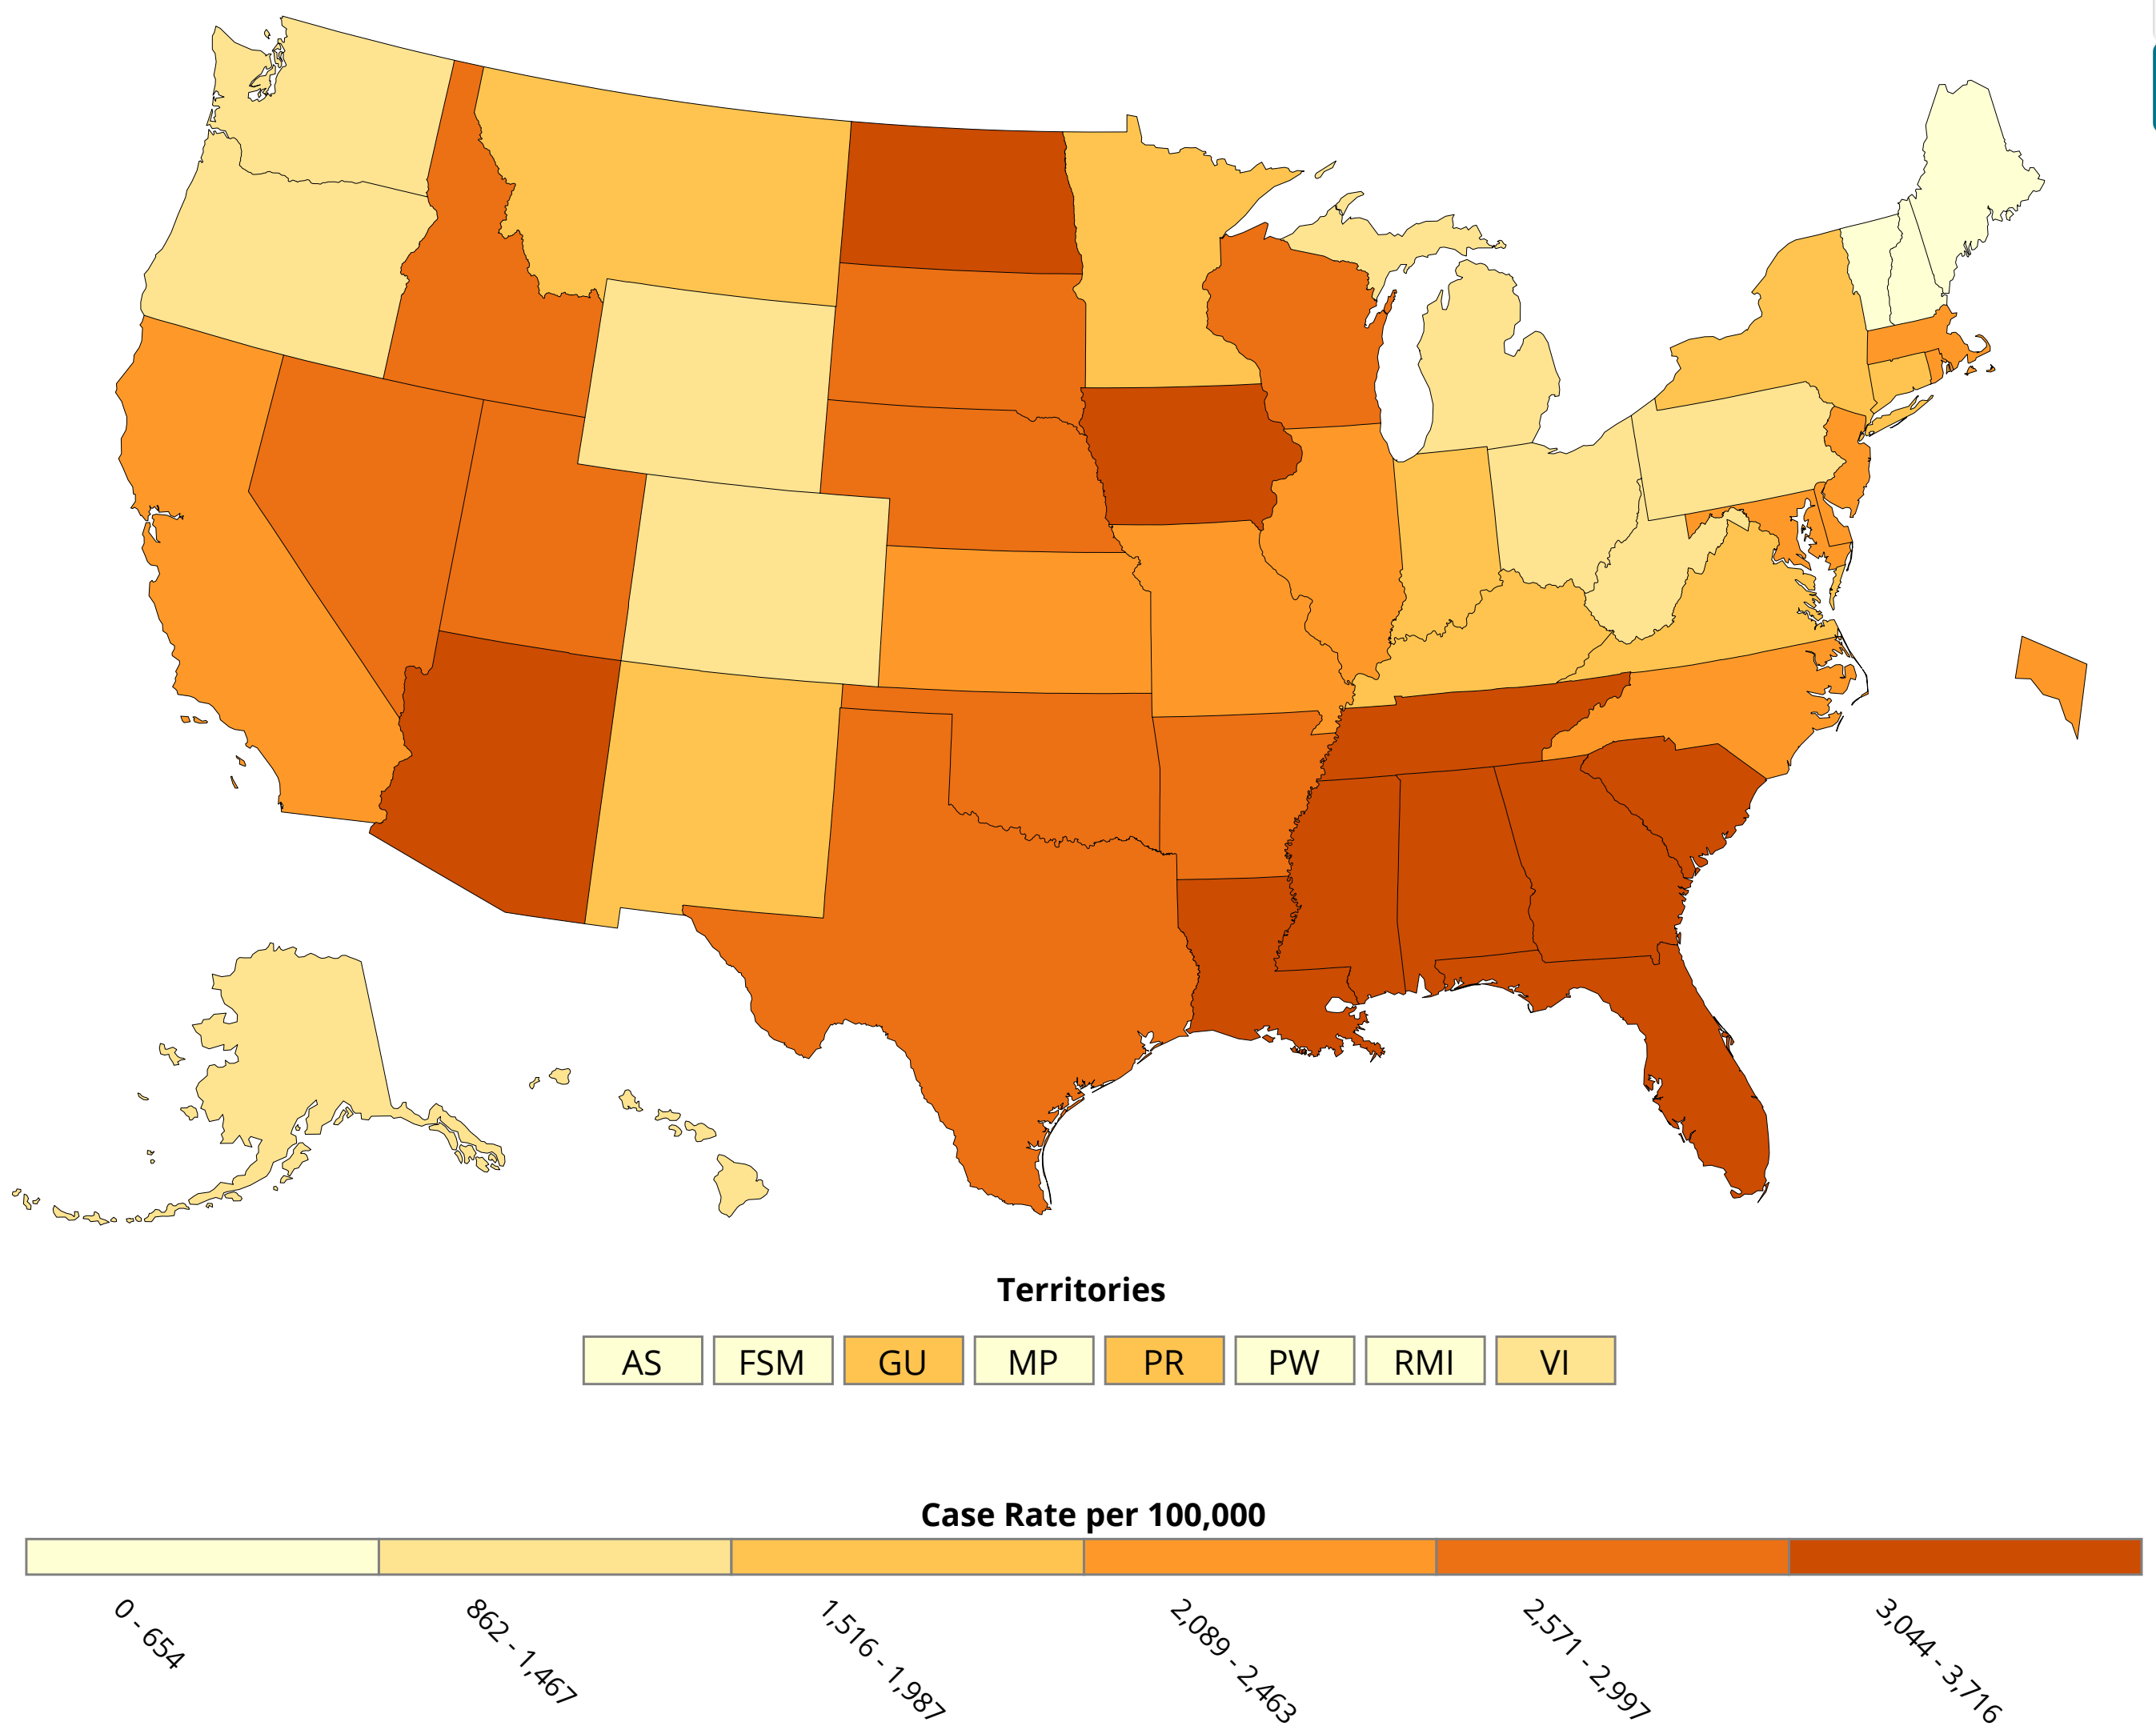 Territories
AS FSM GU MP PR PW RMI VI
Case Rate per 100,000
0 - 654
862 - 1,467
1,516 - 1,987
2,089 - 2,463
2,571 - 2,997
3,044 - 3,716